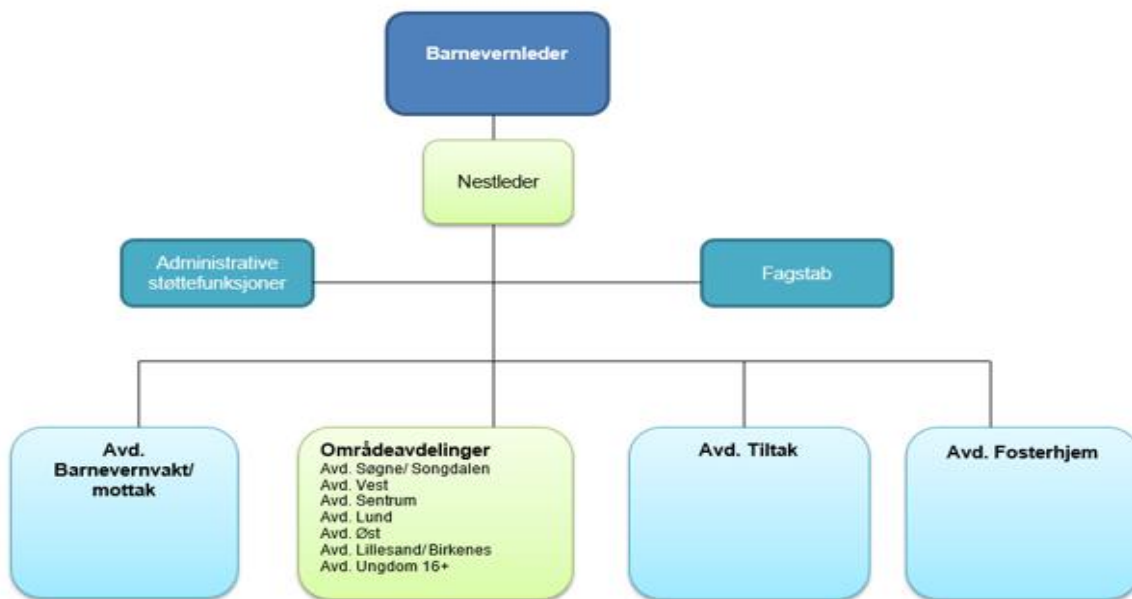 Barnevernleder
Nestleder
Administrative
støttefunksjoner
Fagstab
Avd.
Barnevernvakt/
mottak
Områdeavdelinger
Avd. Søgne/ Songdalen
Avd. Vest
Avd. Sentrum
Avd. Lund
Avd. Øst
Avd. Lillesand/ Birkenes
Avd. Ungdom 16+
Avd. Tiltak
Avd. Fosterhjem